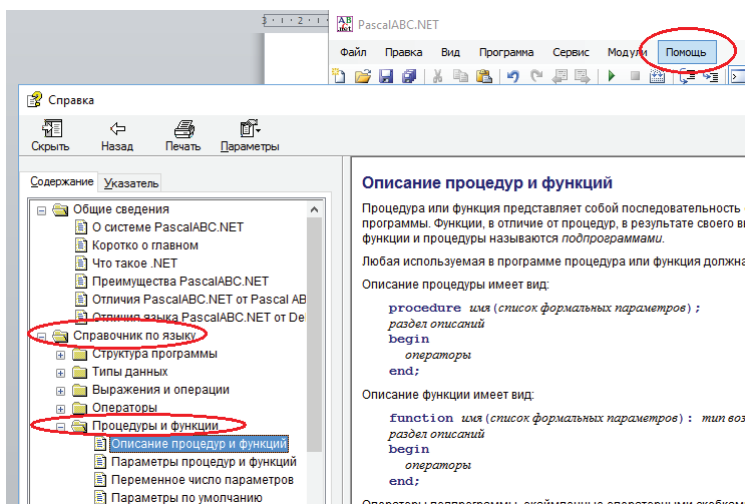 3 · 1 · 2 · 1
PascalABC.NET
Файл Правка Вид Программа Сервис Модули Помощь
Справка
Скрыть Назад Печать Параметры
Содержание Указатель
Общие сведения
О системе PascalABC.NET
Коротко о главном
Что такое .NET
Преимущества PascalABC.NET
Отличия PascalABC.NET от Pascal AB
Отличия языка PascalABC.NET от De
Справочник по языку
Структура программы
Типы данных
Выражения и операции
Операторы
Процедуры и функции
Описание процедур и функций
Параметры процедур и функций
Переменное число параметров
Параметры по умолчанию
Описание процедур и функций
Процедура или функция представляет собой последовательность
программы. Функции, в отличие от процедур, в результате своего
функции и процедуры называются подпрограммами.
Любая используемая в программе процедура или функция должна
Описание процедуры имеет вид:
procedure имя(список формальных параметров);
раздел описаний
begin
операторы
end;
Описание функции имеет вид:
function имя(список формальных параметров): тип воз
раздел описаний
begin
операторы
end;